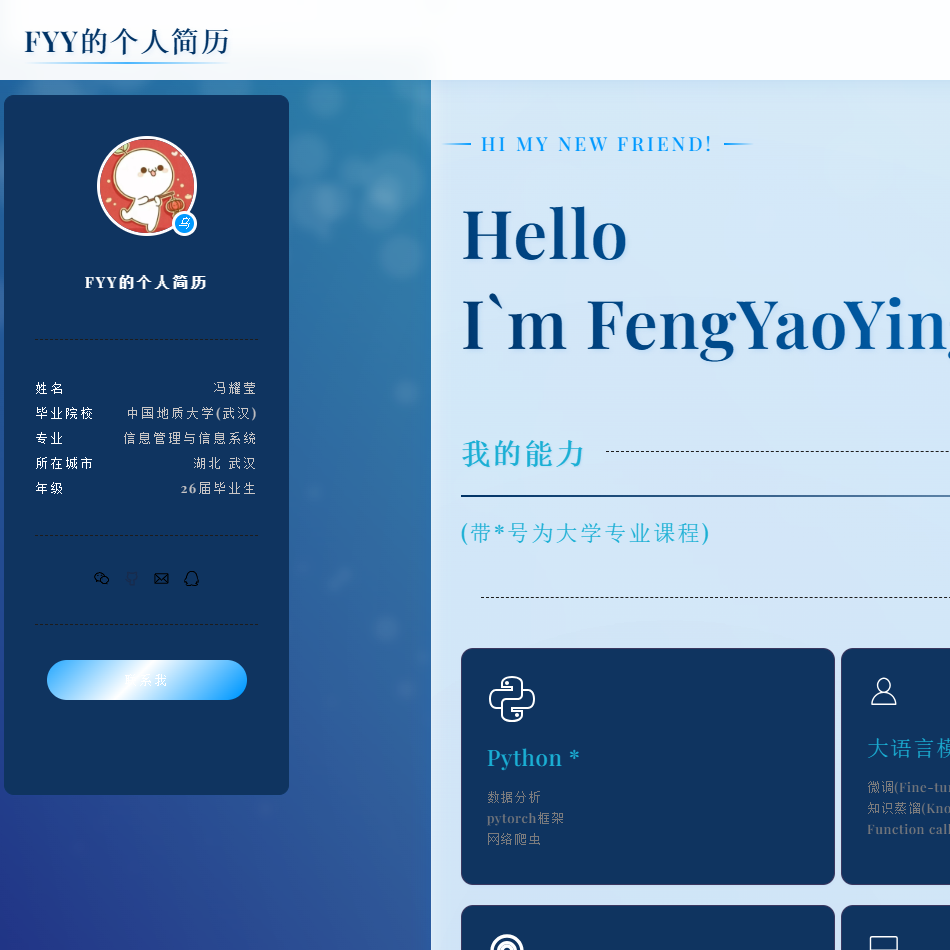 FYY的个人简历
FYY的个人简历
姓名 冯耀莹
毕业院校 中国地质大学(武汉)
专业 信息管理与信息系统
所在城市 湖北 武汉
年级 26届毕业生
联系我
HI MY NEW FRIEND!
Hello
I`m FengYaoYing
我的能力
(带*号为大学专业课程)
Python *
数据分析
pytorch框架
网络爬虫
大语言模
微调(Fine-tu
知识蒸馏(Kno
Function call